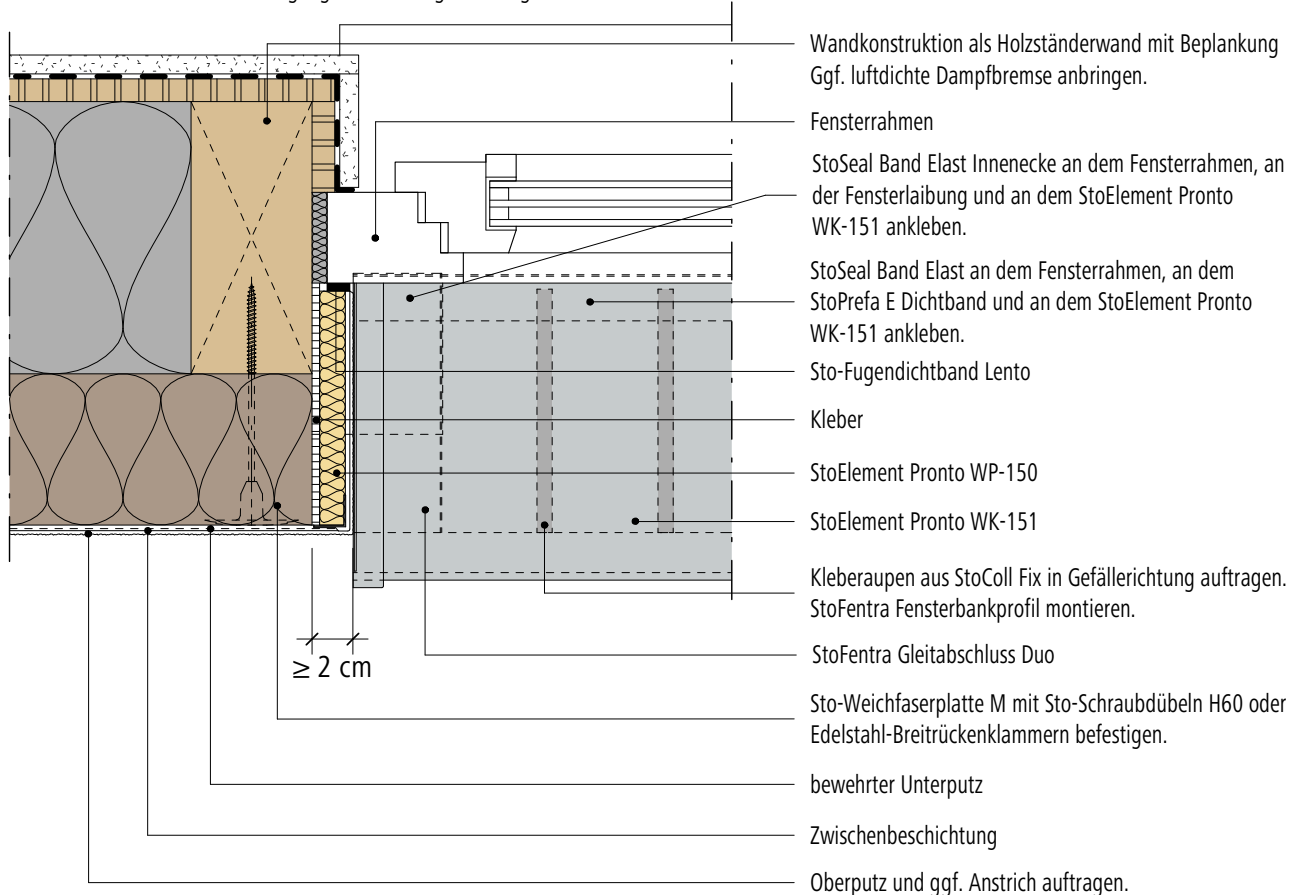 Wandkonstruktion als Holzständerwand mit Beplankung
Ggf. luftdichte Dampfbremse anbringen.
Fensterrahmen
StoSeal Band Elast Innenecke an dem Fensterrahmen, an
der Fensterlaibung und an dem StoElement Pronto
WK-151 ankleben.
StoSeal Band Elast an dem Fensterrahmen, an dem
StoPrefa E Dichtband und an dem StoElement Pronto
WK-151 ankleben.
Sto-Fugendichtband Lento
Kleber
StoElement Pronto WP-150
StoElement Pronto WK-151
Kleberaupen aus StoColl Fix in Gefällerichtung auftragen.
StoFentra Fensterbankprofil montieren.
≥ 2 cm
StoFentra Gleitabschluss Duo
Sto-Weichfaserplatte M mit Sto-Schraubdübeln H60 oder
Edelstahl-Breitrückenklammern befestigen.
bewehrter Unterputz
Zwischenbeschichtung
Oberputz und ggf. Anstrich auftragen.